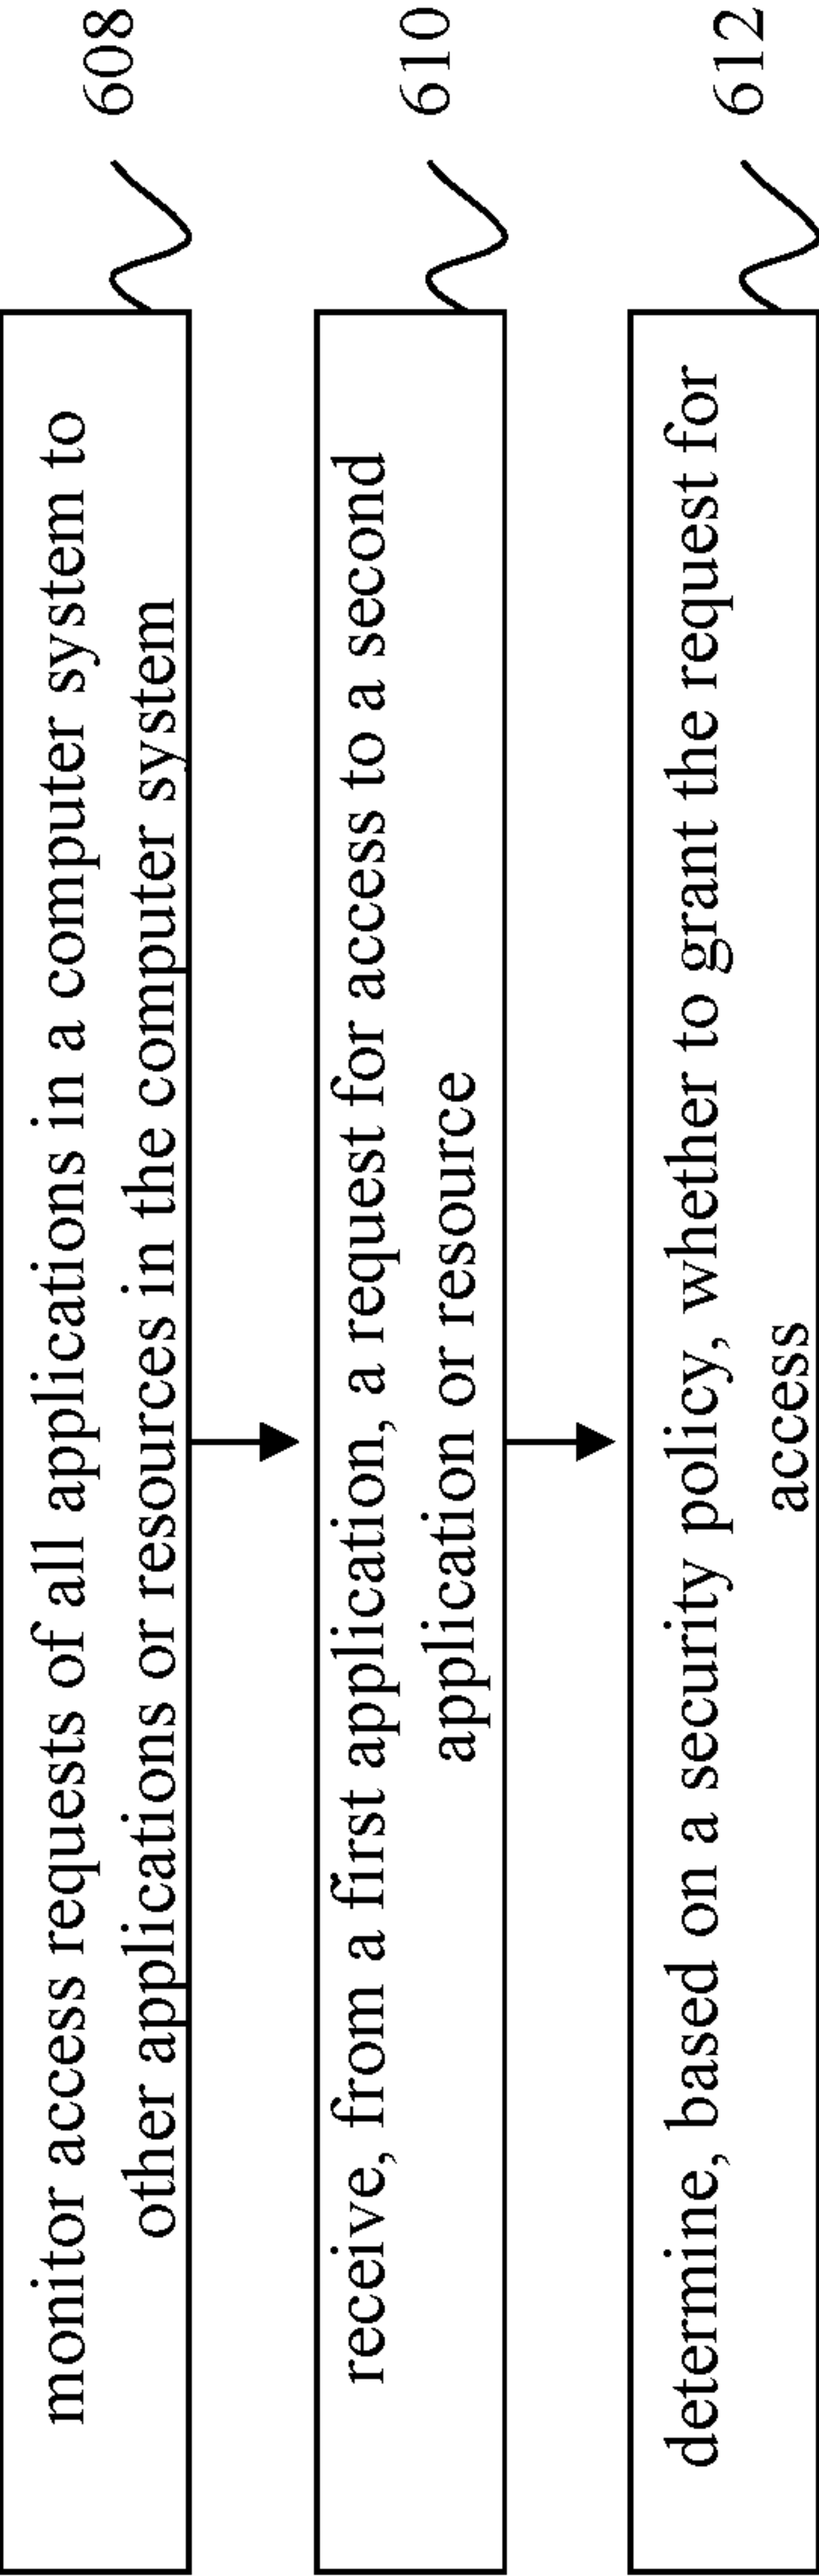 monitor access requests of all applications in a computer system to
other applications or resources in the computer system
608
receive, from a first application, a request for access to a second
application or resource
610
determine, based on a security policy, whether to grant the request for
access
612